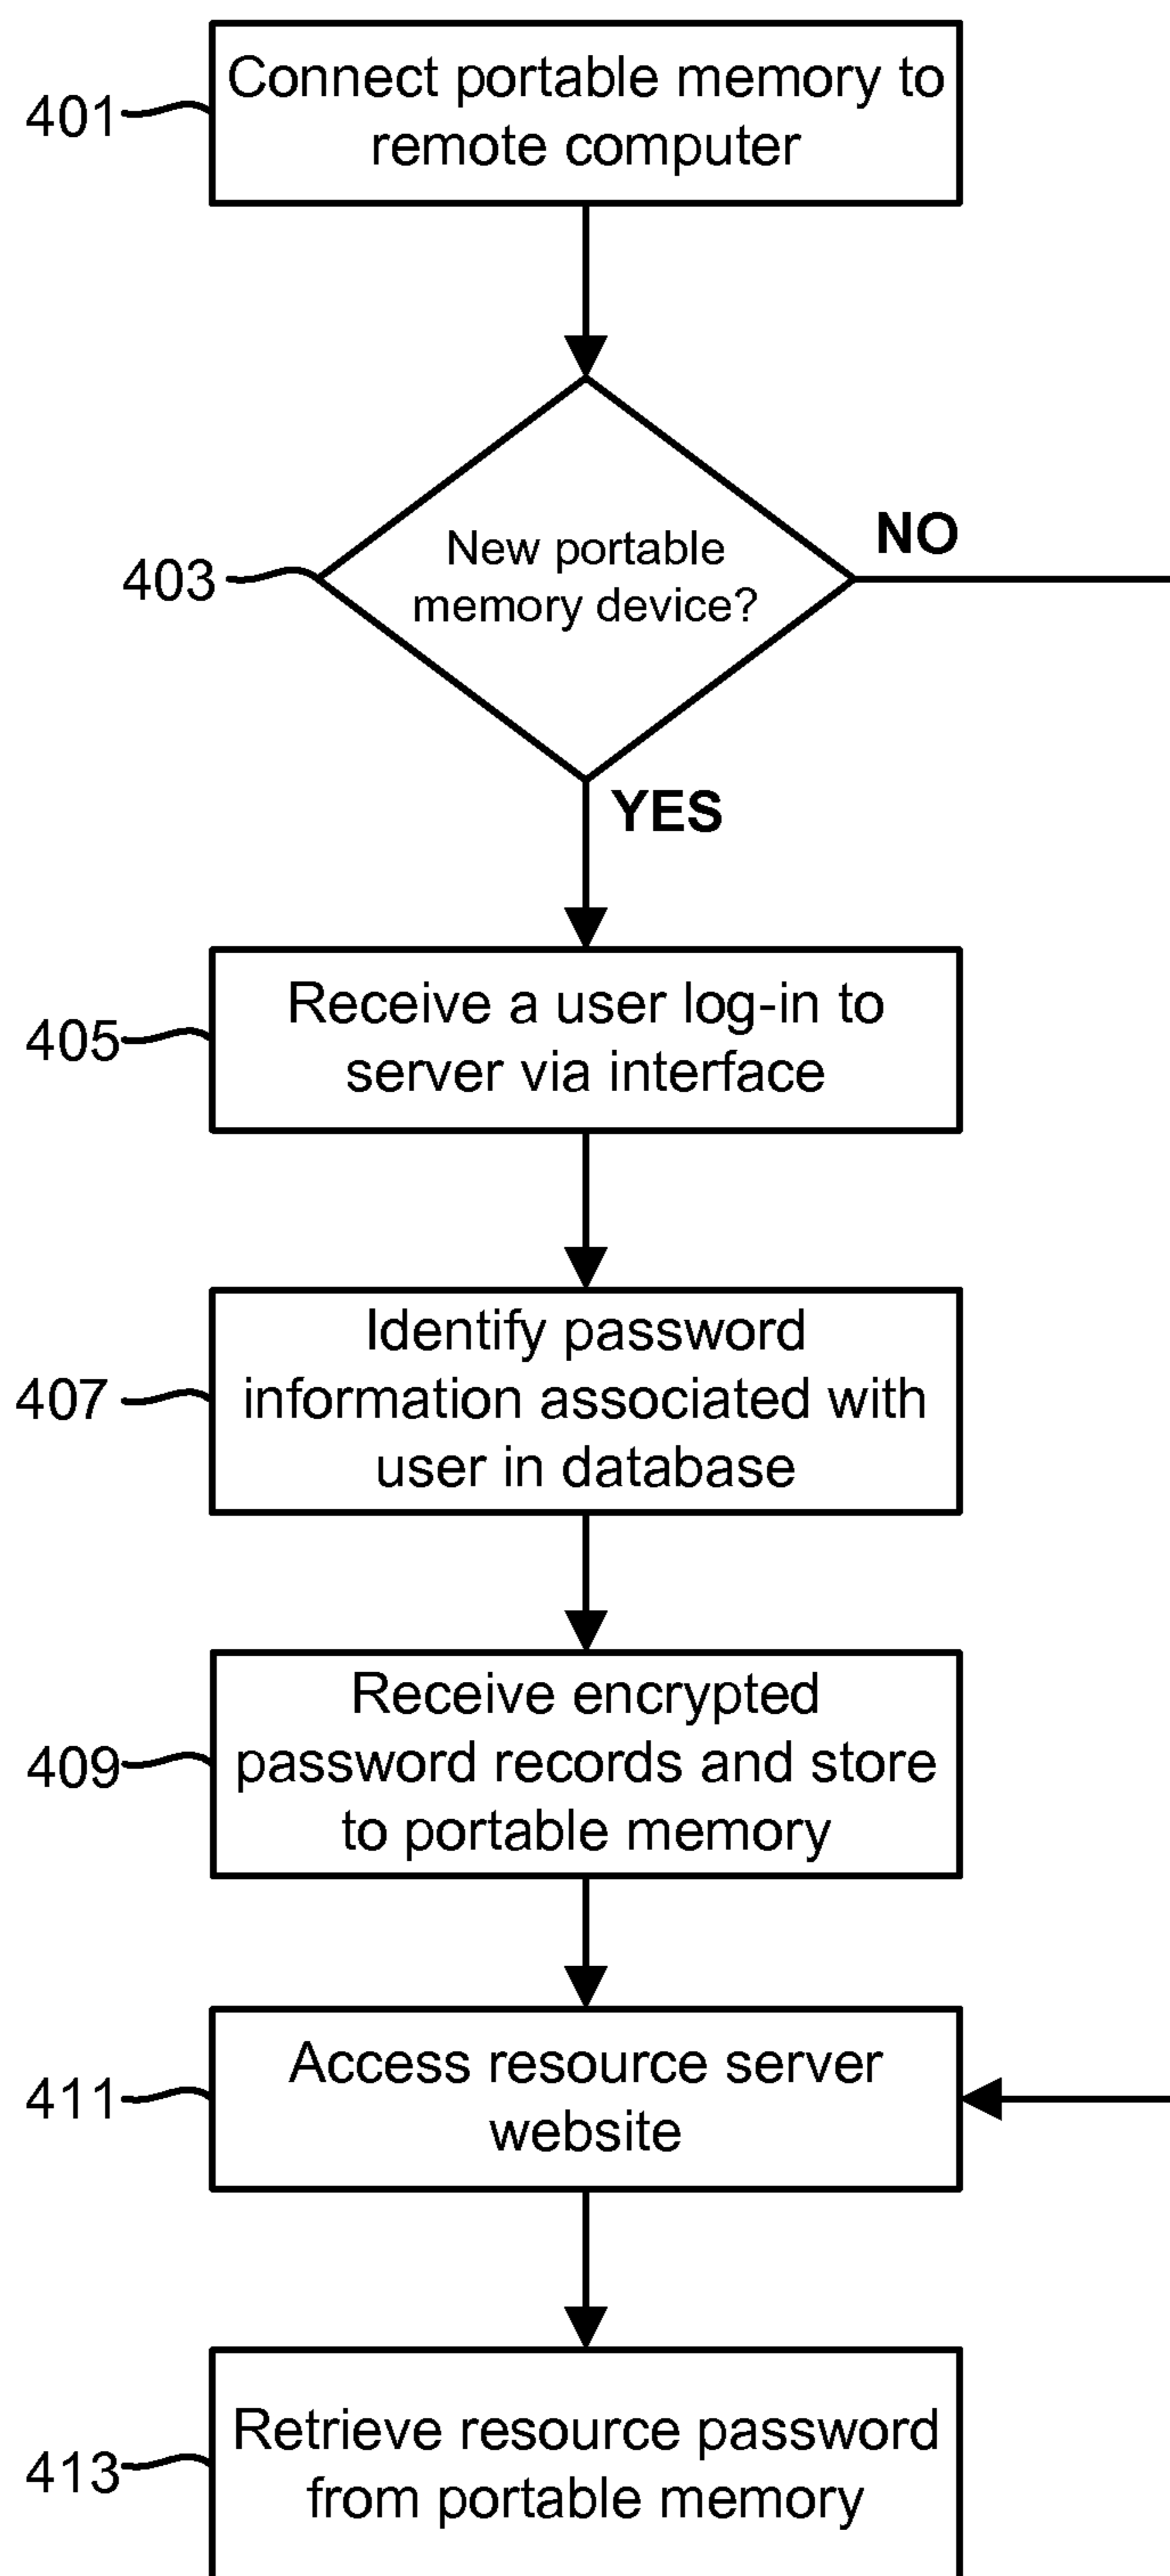 401
Connect portable memory to
remote computer
403
New portable
memory device?
NO
YES
405
Receive a user log-in to
server via interface
407
Identify password
information associated with
user in database
409
Receive encrypted
password records and store
to portable memory
411
Access resource server
website
413
Retrieve resource password
from portable memory